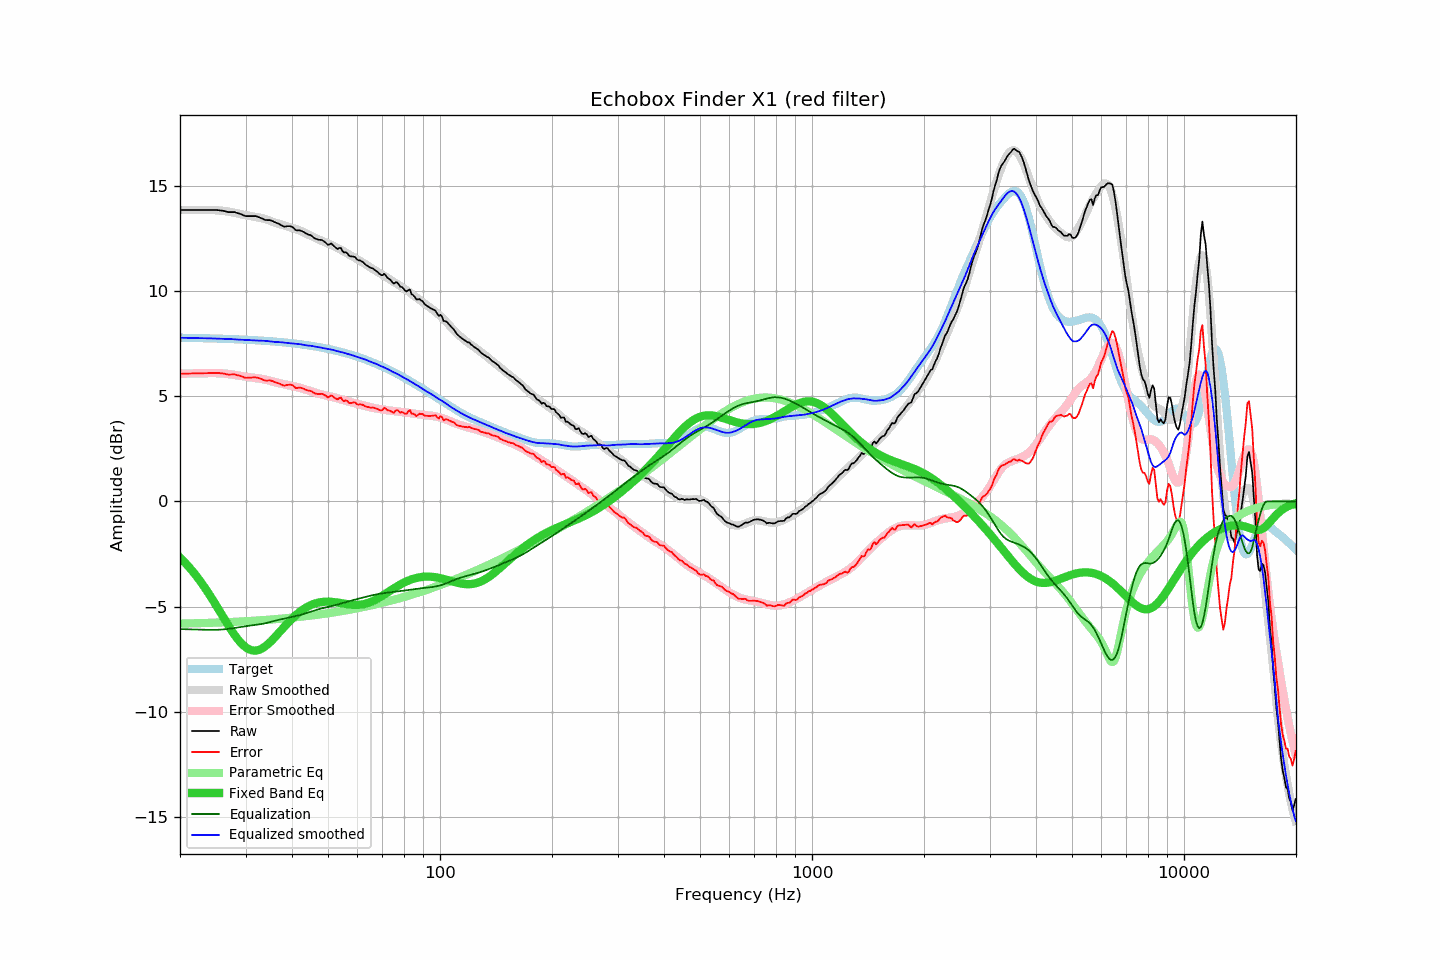 Echobox Finder X1 (red filter)
15
10
5
0
−5
−10
−15
Amplitude (dBr)
Target
Raw Smoothed
Error Smoothed
Raw
Error
Parametric Eq
Fixed Band Eq
Equalization
Equalized smoothed
100
1000
10000
Frequency (Hz)